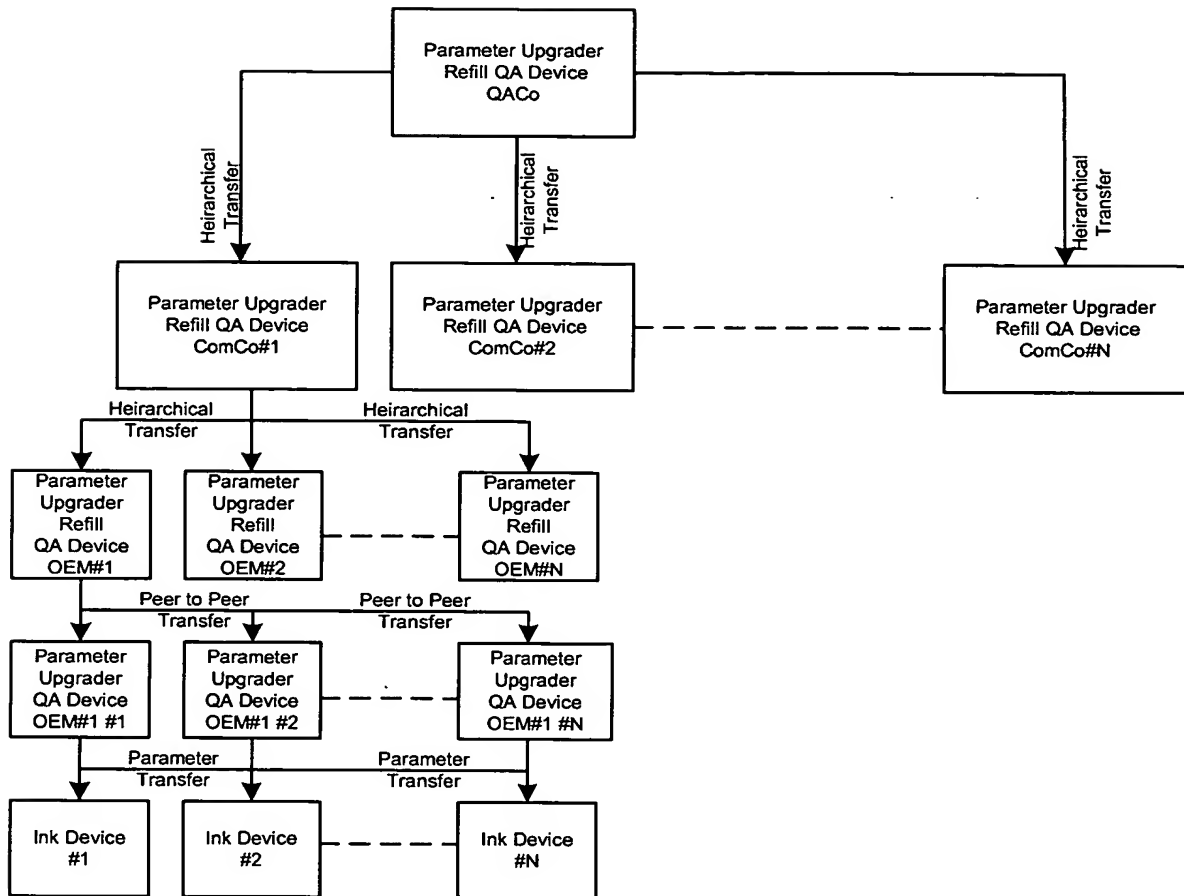 Parameter Upgrader
Refill QA Device
QACo
Heirarchical
Transfer
Heirarchical
Transfer
Heirarchical
Transfer
Parameter Upgrader
Refill QA Device
ComCo#1
Parameter Upgrader
Refill QA Device
ComCo#2
Parameter Upgrader
Refill QA Device
ComCo#N
Heirarchical
Transfer
Heirarchical
Transfer
Parameter
Upgrader
Refill
QA Device
OEM#1
Parameter
Upgrader
Refill
QA Device
OEM#2
Parameter
Upgrader
Refill
QA Device
OEM#N
Peer to Peer
Transfer
Peer to Peer
Transfer
Parameter
Upgrader
QA Device
OEM#1 #1
Parameter
Upgrader
QA Device
OEM#1 #2
Parameter
Upgrader
QA Device
OEM#1 #N
Parameter
Transfer
Parameter
Transfer
Ink Device
#1
Ink Device
#2
Ink Device
#N